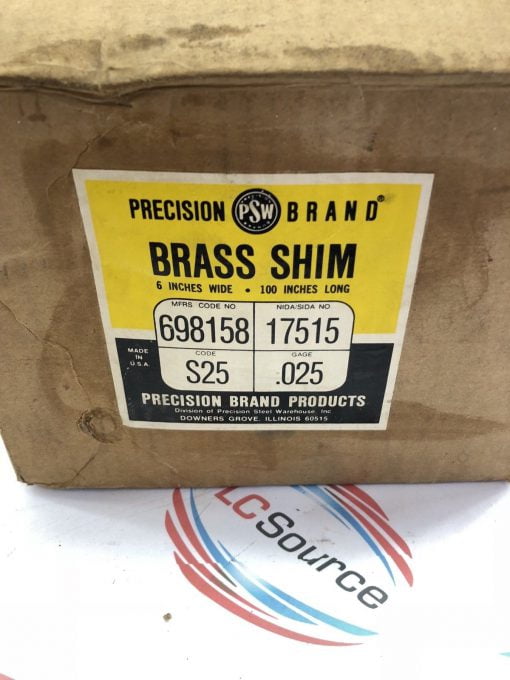 PRECISION PSW BRAND®
BRASS SHIM
6 INCHES WIDE • 100 INCHES LONG
MFRS CODE NO NIDA/SIDA NO
698158 17515
CODE GAGE
S25 .025
MADE
IN
U.S.A.
PRECISION BRAND PRODUCTS
Division of Precision Steel Warehouse, Inc
DOWNERS GROVE, ILLINOIS 60515
LCSource